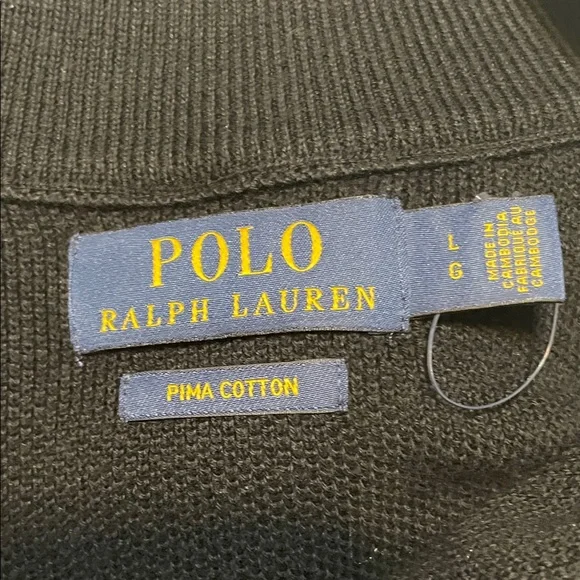 POLO
RALPH LAUREN
L
G
MADE IN
CAMBODIA
FABRIQUÉ AU
CAMBODGE
PIMA COTTON